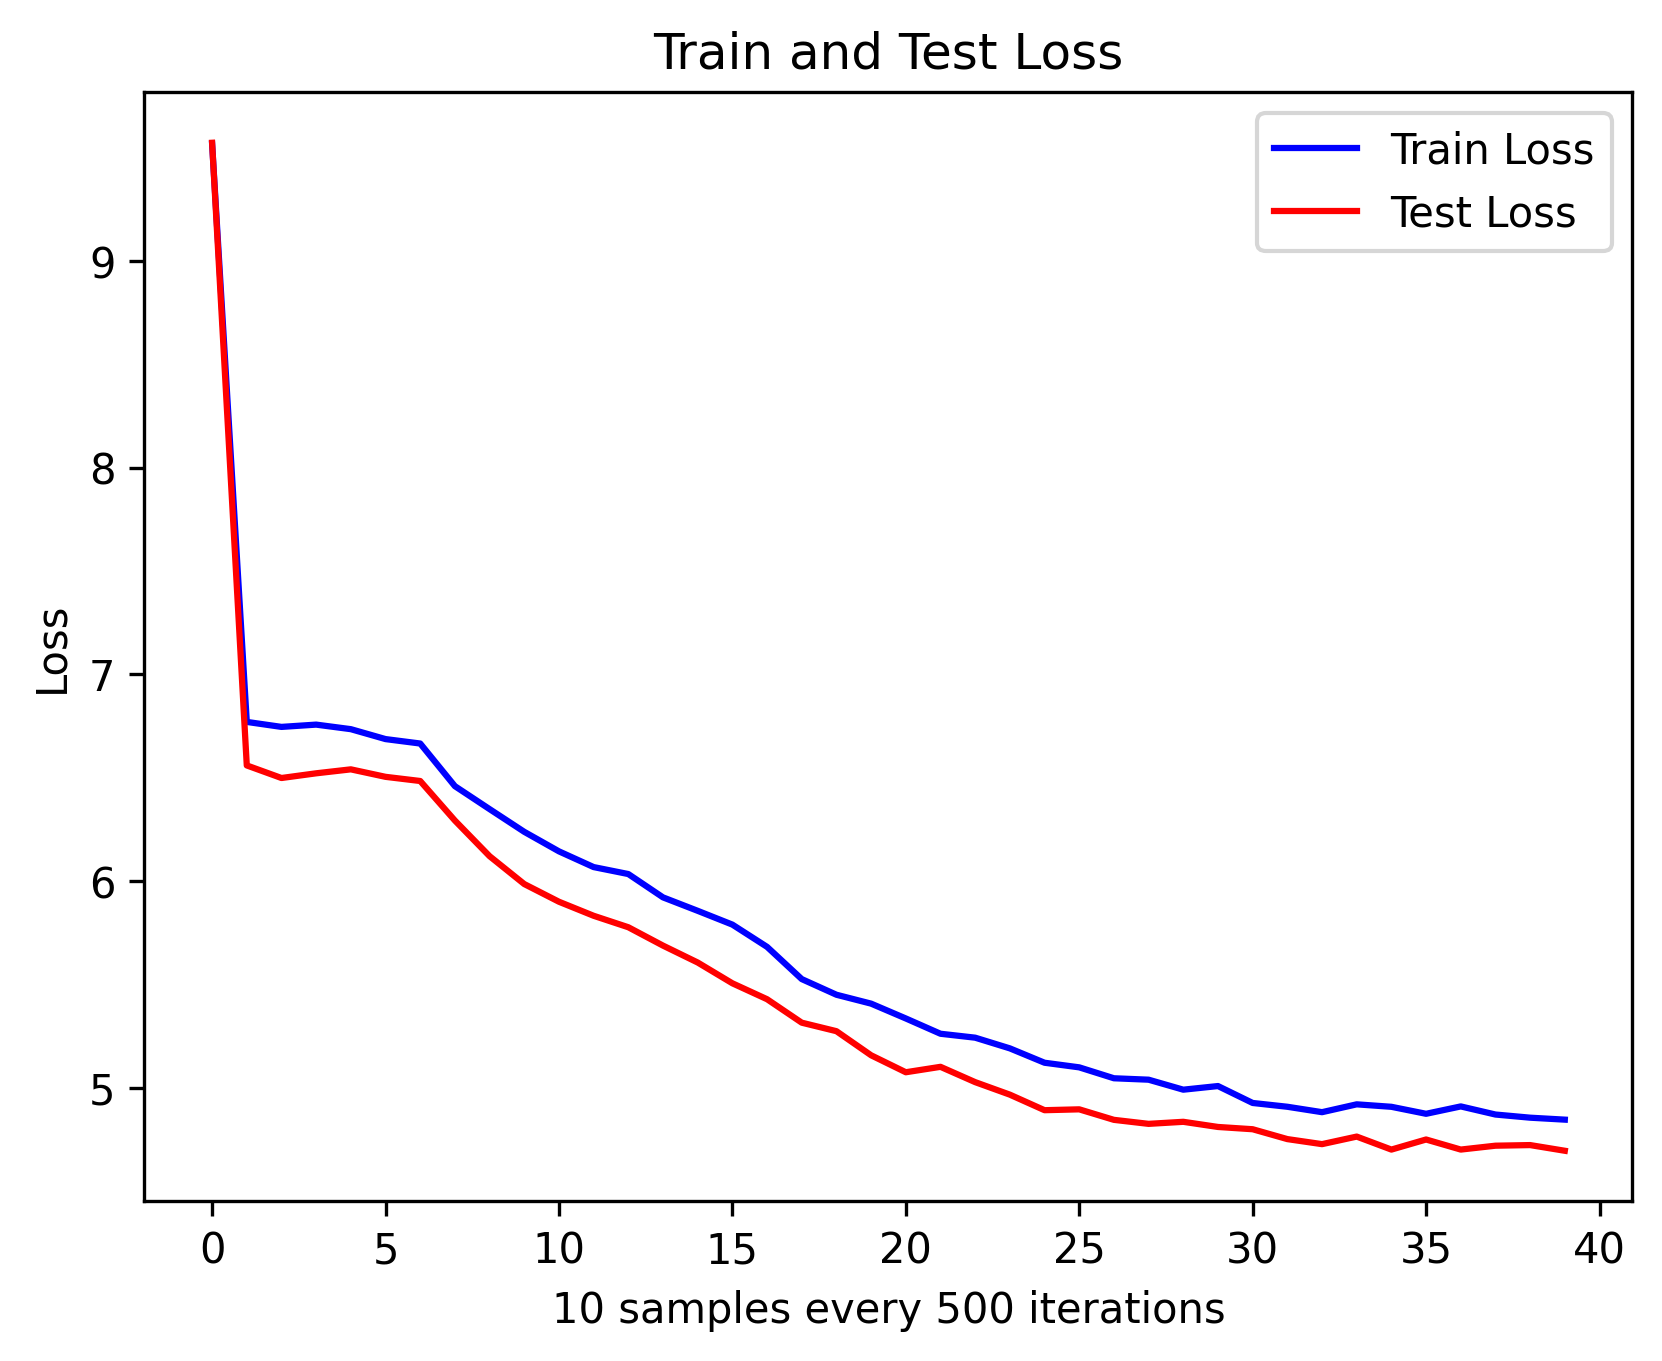 Train and Test Loss
Train Loss
Test Loss
Loss
9
8
7
6
5
0 5 10 15 20 25 30 35 40
10 samples every 500 iterations